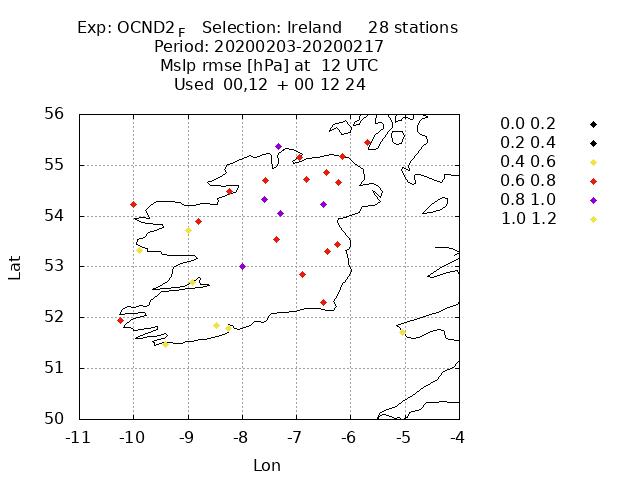 Exp: OCND2 F Selection: Ireland 28 stations
Period: 20200203-20200217
Mslp rmse [hPa] at 12 UTC
Used 00,12 + 00 12 24
56
55
54
53
52
51
50
-11 -10 -9 -8 -7 -6 -5 -4
Lat
Lon
0.0 0.2
0.2 0.4
0.4 0.6
0.6 0.8
0.8 1.0
1.0 1.2